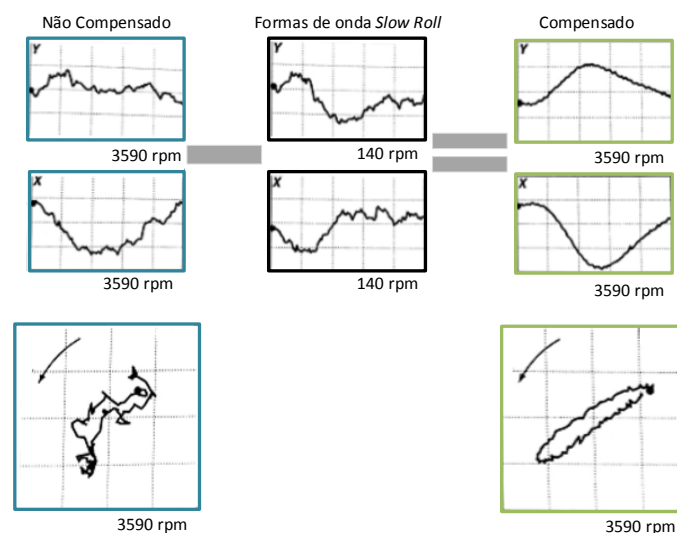 Não Compensado
Formas de onda Slow Roll
Compensado
Y
Y
Y
3590 rpm
140 rpm
3590 rpm
X
X
X
3590 rpm
140 rpm
3590 rpm
3590 rpm
3590 rpm